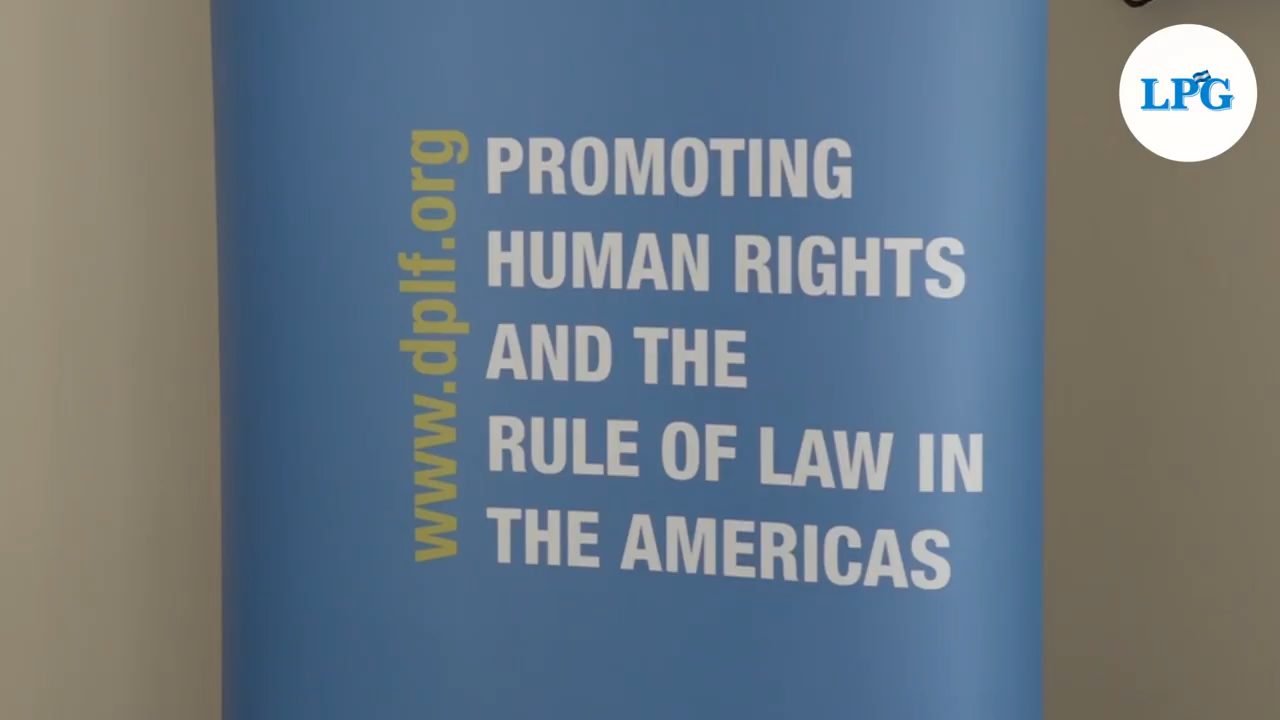 LPG
www.dplf.org
PROMOTING
HUMAN RIGHTS
AND THE
RULE OF LAW IN
THE AMERICAS